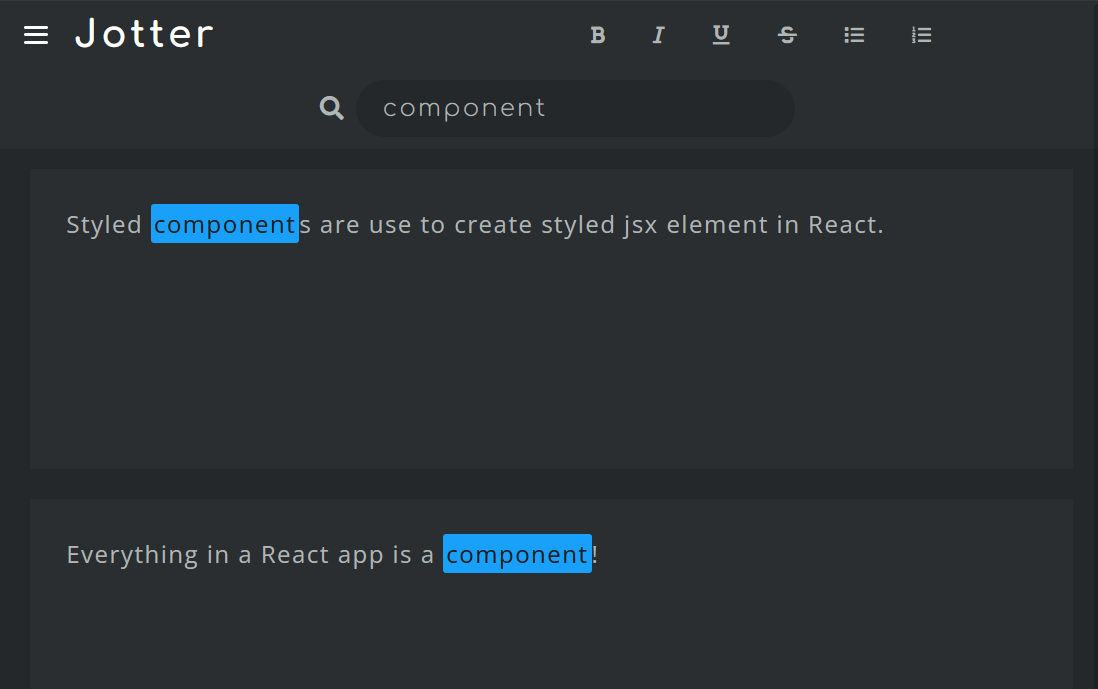 Jotter
B I U S
component
Styled components are use to create styled jsx element in React.
Everything in a React app is a component!